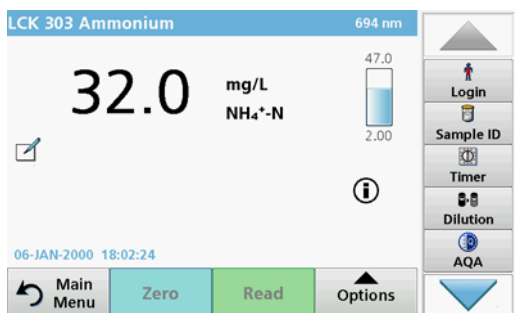 LCK 303 Ammonium 694 nm
47.0
32.0 mg/L
NH₄⁺-N
2.00
06-JAN-2000 18:02:24
Main Menu
Zero
Read
Options
Login
Sample ID
Timer
Dilution
AQA